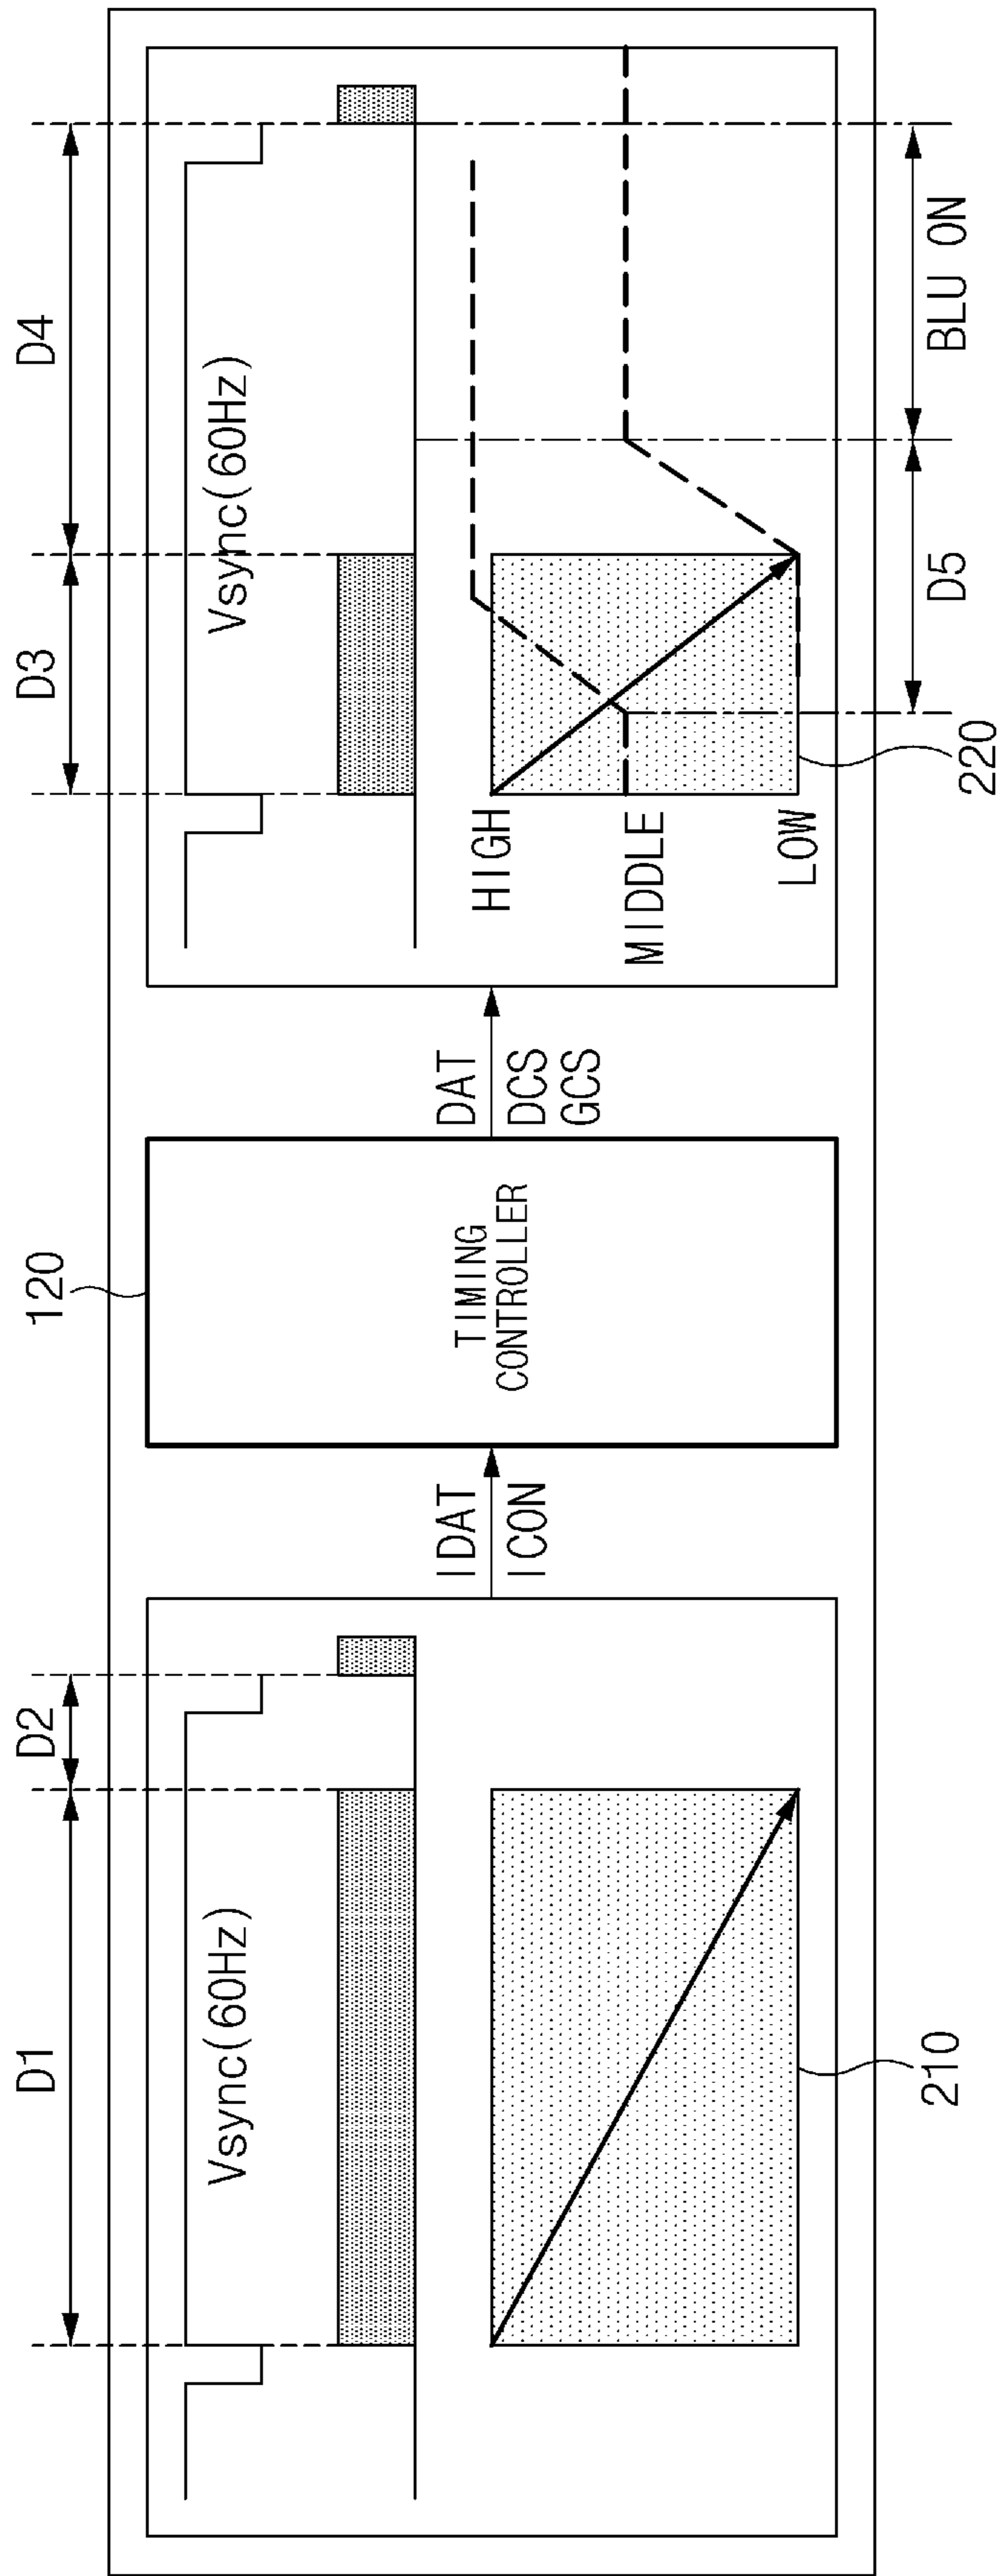 D1
D2
Vsync(60Hz)
210
IDAT
ICON
120
TIMING
CONTROLLER
DAT
DCS
GCS
D3
D4
Vsync(60Hz)
HIGH
MIDDLE
LOW
220
D5
BLU ON